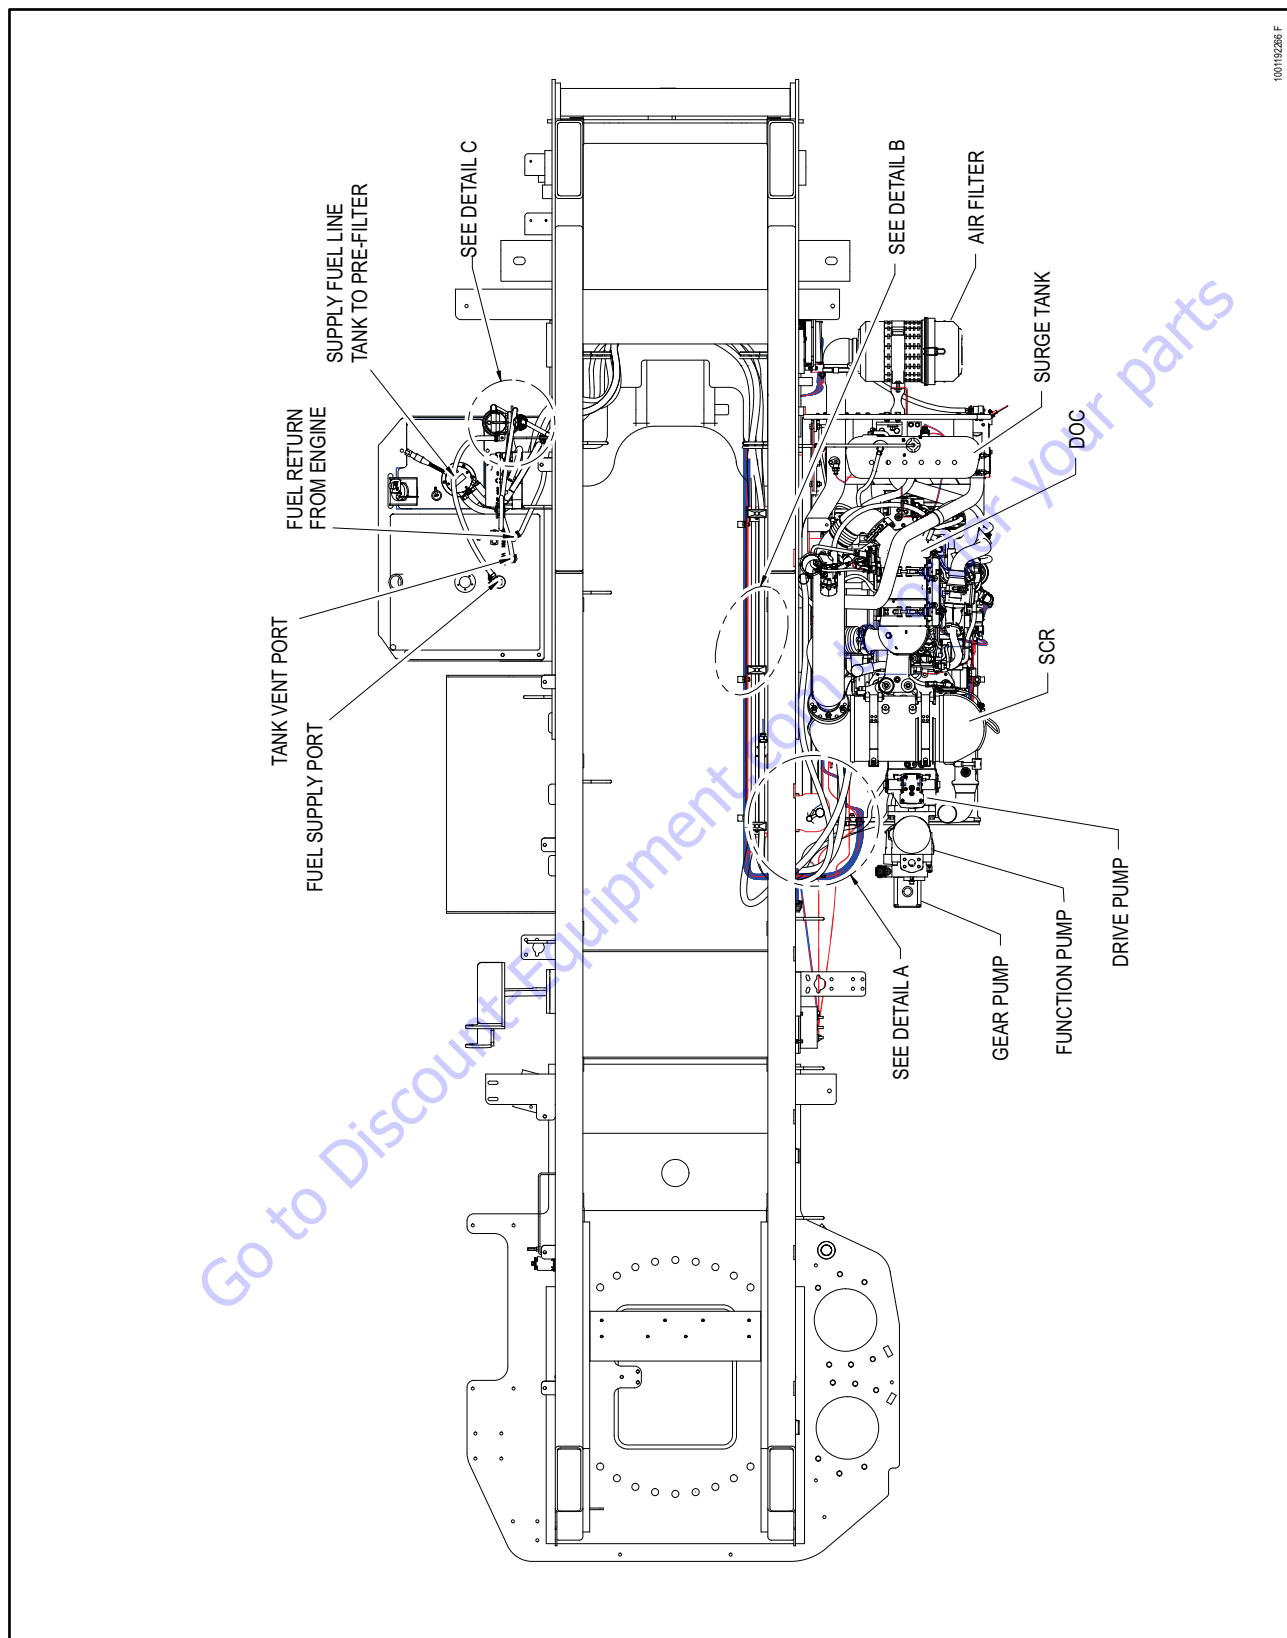 1001192266 F
SUPPLY FUEL LINE
TANK TO PRE-FILTER
SEE DETAIL C
FUEL RETURN
FROM ENGINE
TANK VENT PORT
FUEL SUPPLY PORT
SEE DETAIL B
AIR FILTER
SURGE TANK
DOC
SCR
DRIVE PUMP
FUNCTION PUMP
GEAR PUMP
SEE DETAIL A
Go to Discount-Equipment.com to order your parts